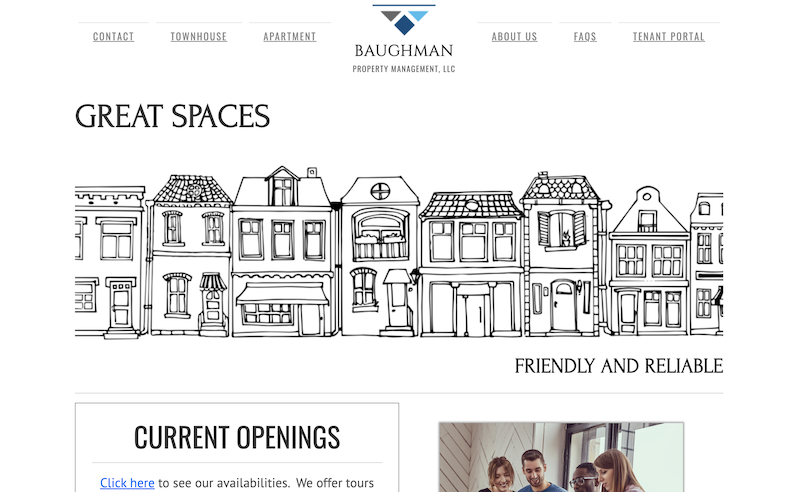 CONTACT
TOWNHOUSE
APARTMENT
BAUGHMAN
PROPERTY MANAGEMENT, LLC
ABOUT US
FAQS
TENANT PORTAL
GREAT SPACES
FRIENDLY AND RELIABLE
CURRENT OPENINGS
Click here to see our availabilities. We offer tours